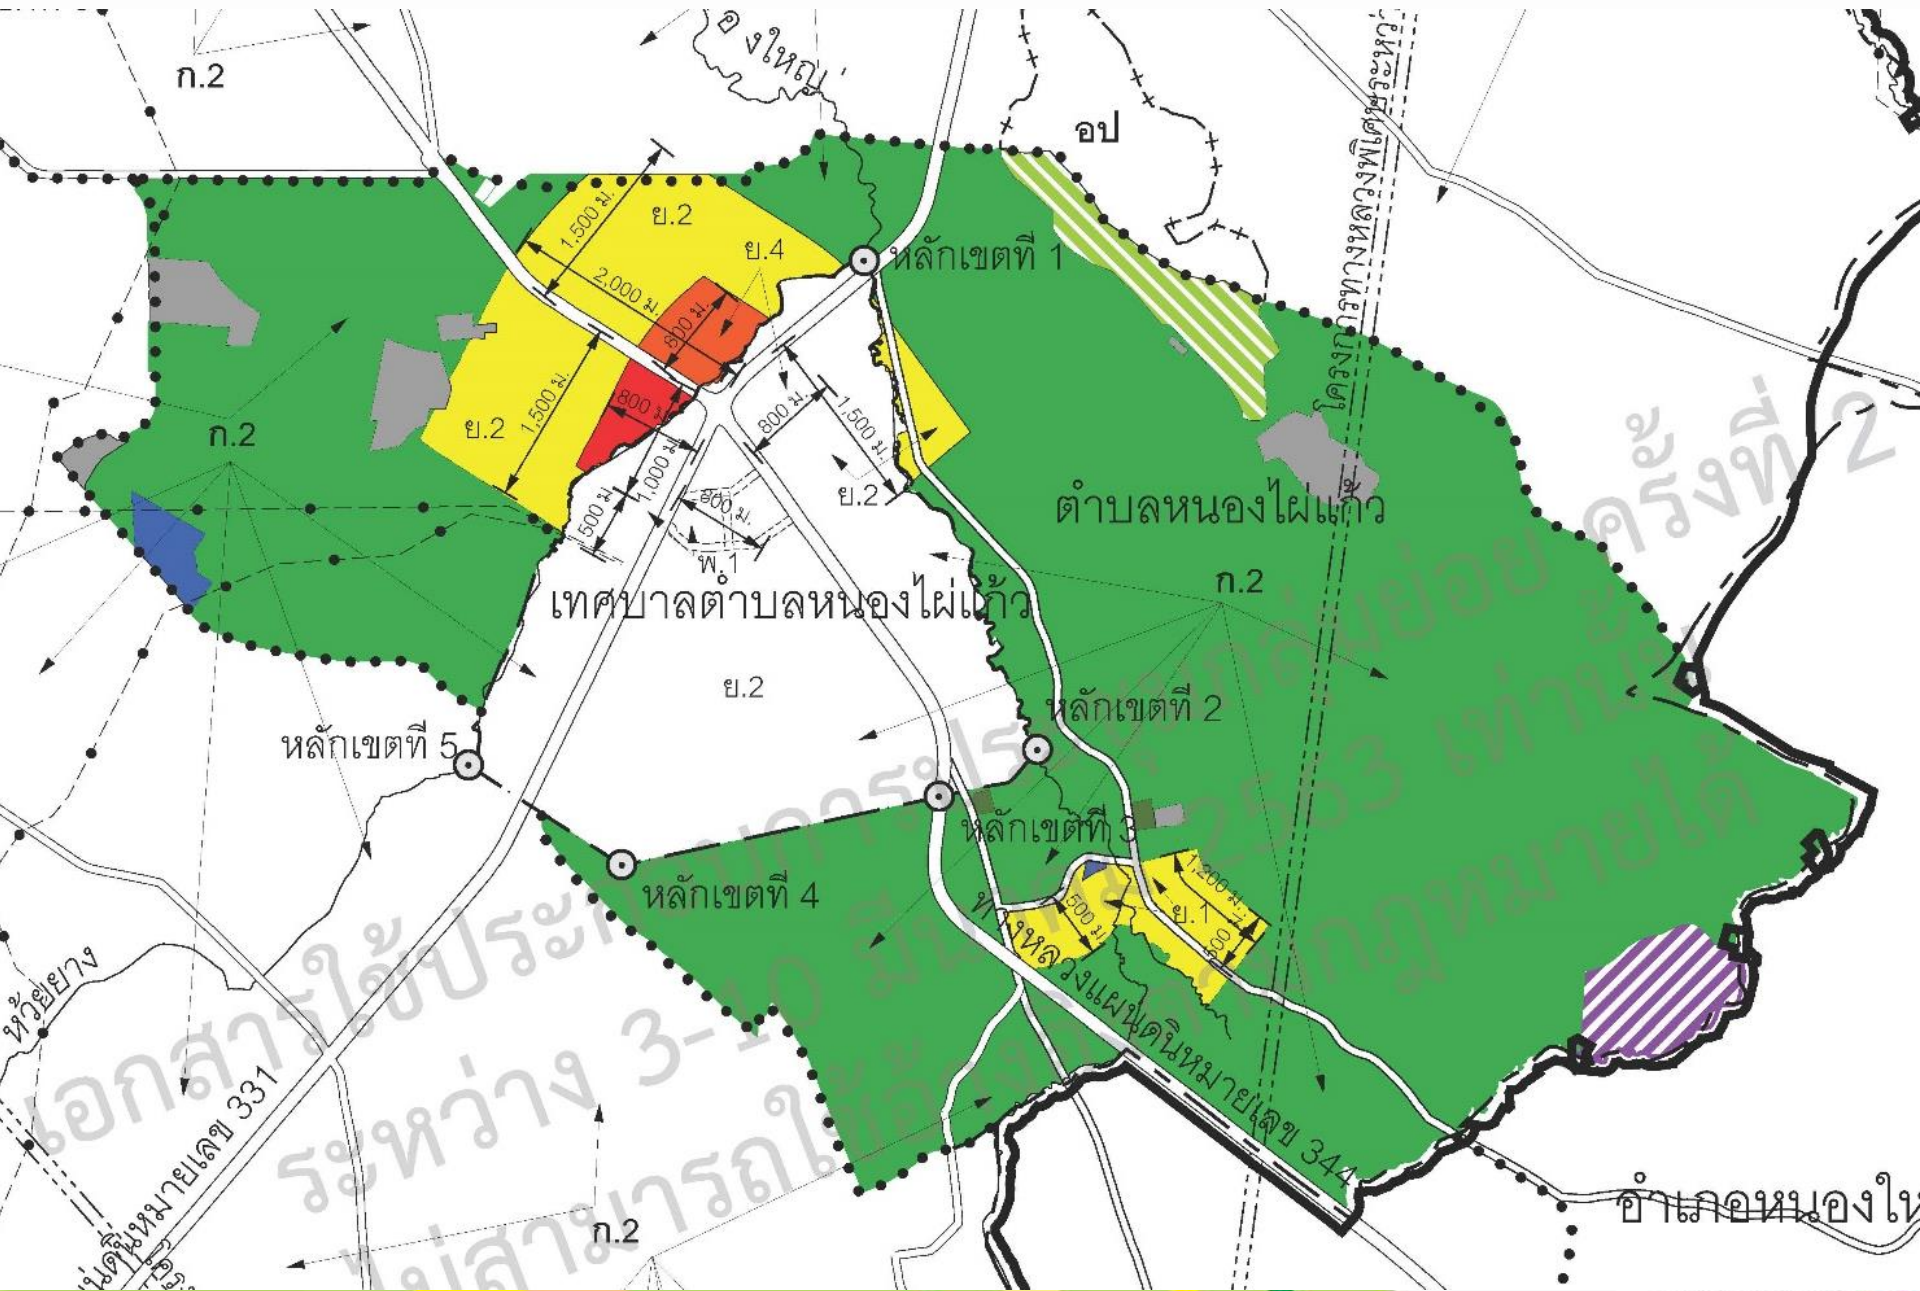 ก.2
อป
ย.2
ย.4
1,500 ม.
2,000 ม.
800 ม.
หลักเขตที่ 1
โครงการทางหลวงพิเศษระหว่
ก.2
ย.2
1,500 ม.
800 ม.
1,000 ม.
500 ม.
800 ม.
800 ม.
1,500 ม.
ย.2
พ.1
ตำบลหนองไผ่แก้ว
เทศบาลตำบลหนองไผ่แก้ว
ก.2
ย.2
หลักเขตที่ 2
หลักเขตที่ 5
หลักเขตที่ 3
หลักเขตที่ 4
ย.1
1,200 ม.
500 ม.
500 ม.
ทางหลวงแผ่นดินหมายเลข 344
ห้วยยาง
แผ่นดินหมายเลข 331
ก.2
อำเภอหนองให
เอกสารใช้ประกอบการประชุมกลุ่มย่อย ครั้งที่ 2
ระหว่าง 3-10 มีนาคม 2563 เท่านั้น
ไม่สามารถใช้อ้างอิงตามกฎหมายได้